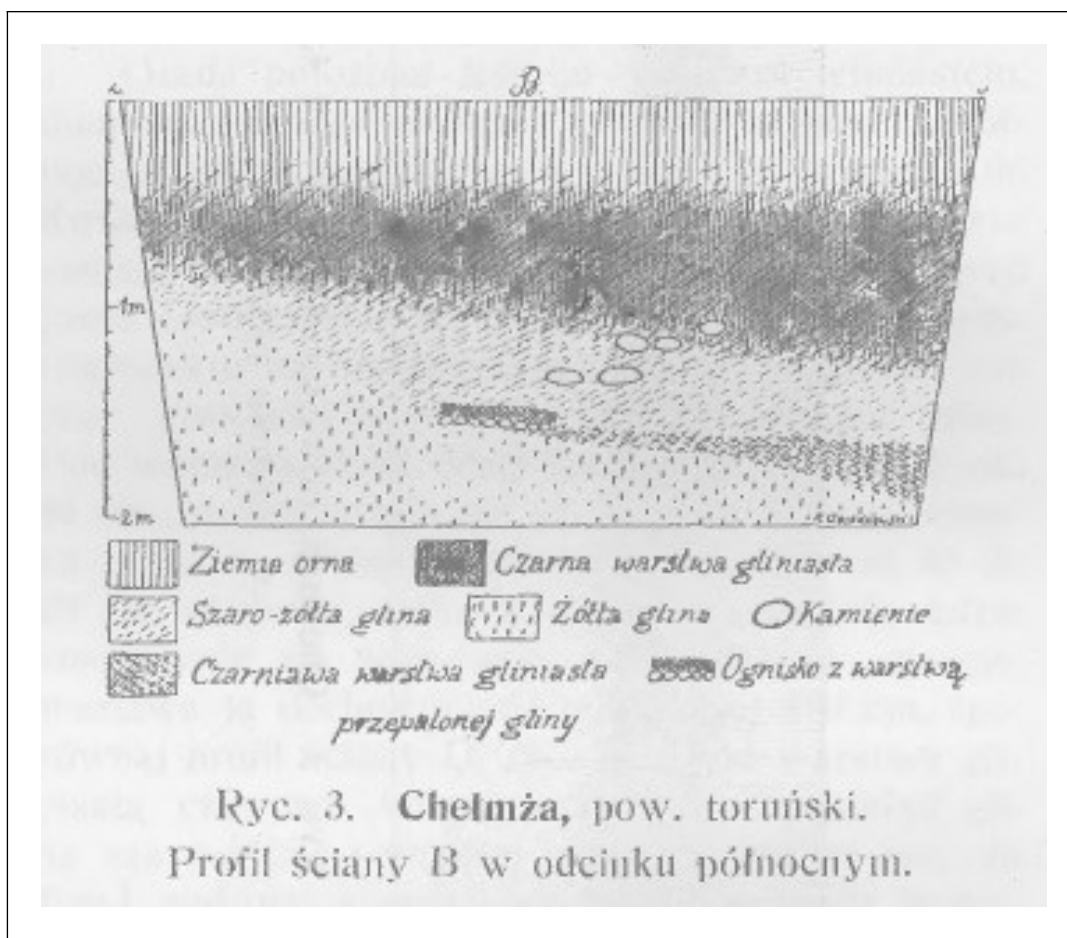 B.
-1m
-2m
Ziemia orna Czarna warstwa gliniasta
Szaro-żółta glina Żółta glina Kamienie
Czarniawa warstwa gliniasta Ognisko z warstwą
przepalonej gliny
Ryc. 3. Chełmża, pow. toruński.
Profil ściany B w odcinku północnym.